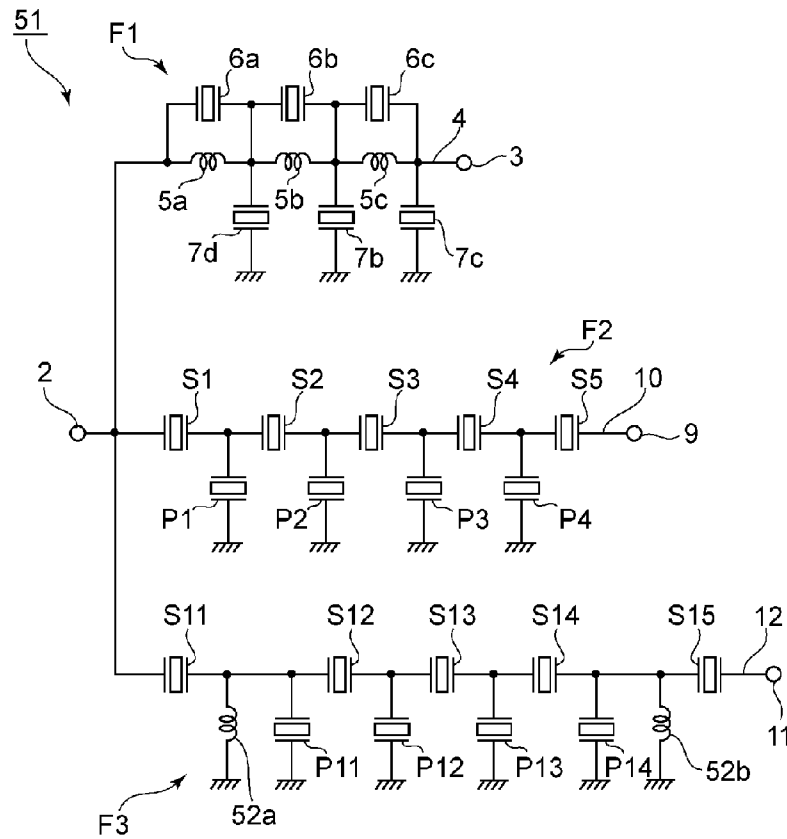 51
F1
6a 6b 6c
4
3
5a 5b 5c
7d 7b 7c
F2
2
S1 S2 S3 S4 S5
10
9
P1 P2 P3 P4
S11 S12 S13 S14 S15
12
11
P11 P12 P13 P14
52a 52b
F3